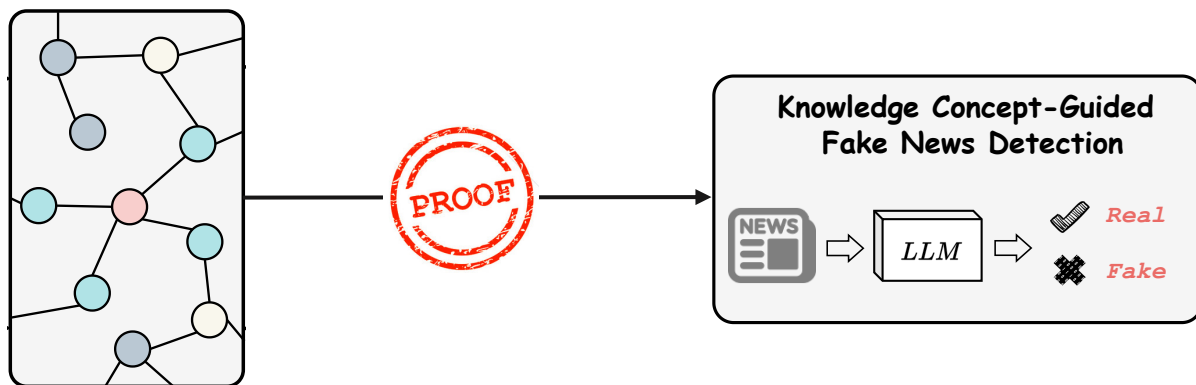 Knowledge Concept-Guided
Fake News Detection
PROOF
NEWS
LLM
Real
Fake